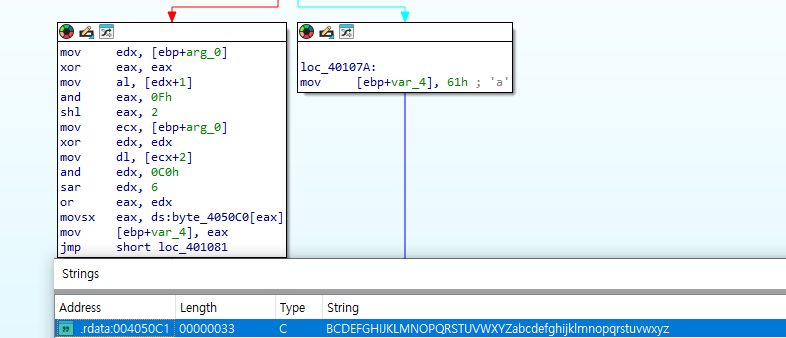 mov edx, [ebp+arg_0]
xor eax, eax
mov al, [edx+1]
and eax, 0Fh
shl eax, 2
mov ecx, [ebp+arg_0]
xor edx, edx
mov dl, [ecx+2]
and edx, 0C0h
sar edx, 6
or eax, edx
movsx eax, ds:byte_4050C0[eax]
mov [ebp+var_4], eax
jmp short loc_401081
loc_40107A:
mov [ebp+var_4], 61h ; 'a'
Strings
Address Length Type String
.rdata:004050C1 00000033 C BCDEFGHIJKLMNOPQRSTUVWXYZabcdefghijklmnopqrstuvwxyz